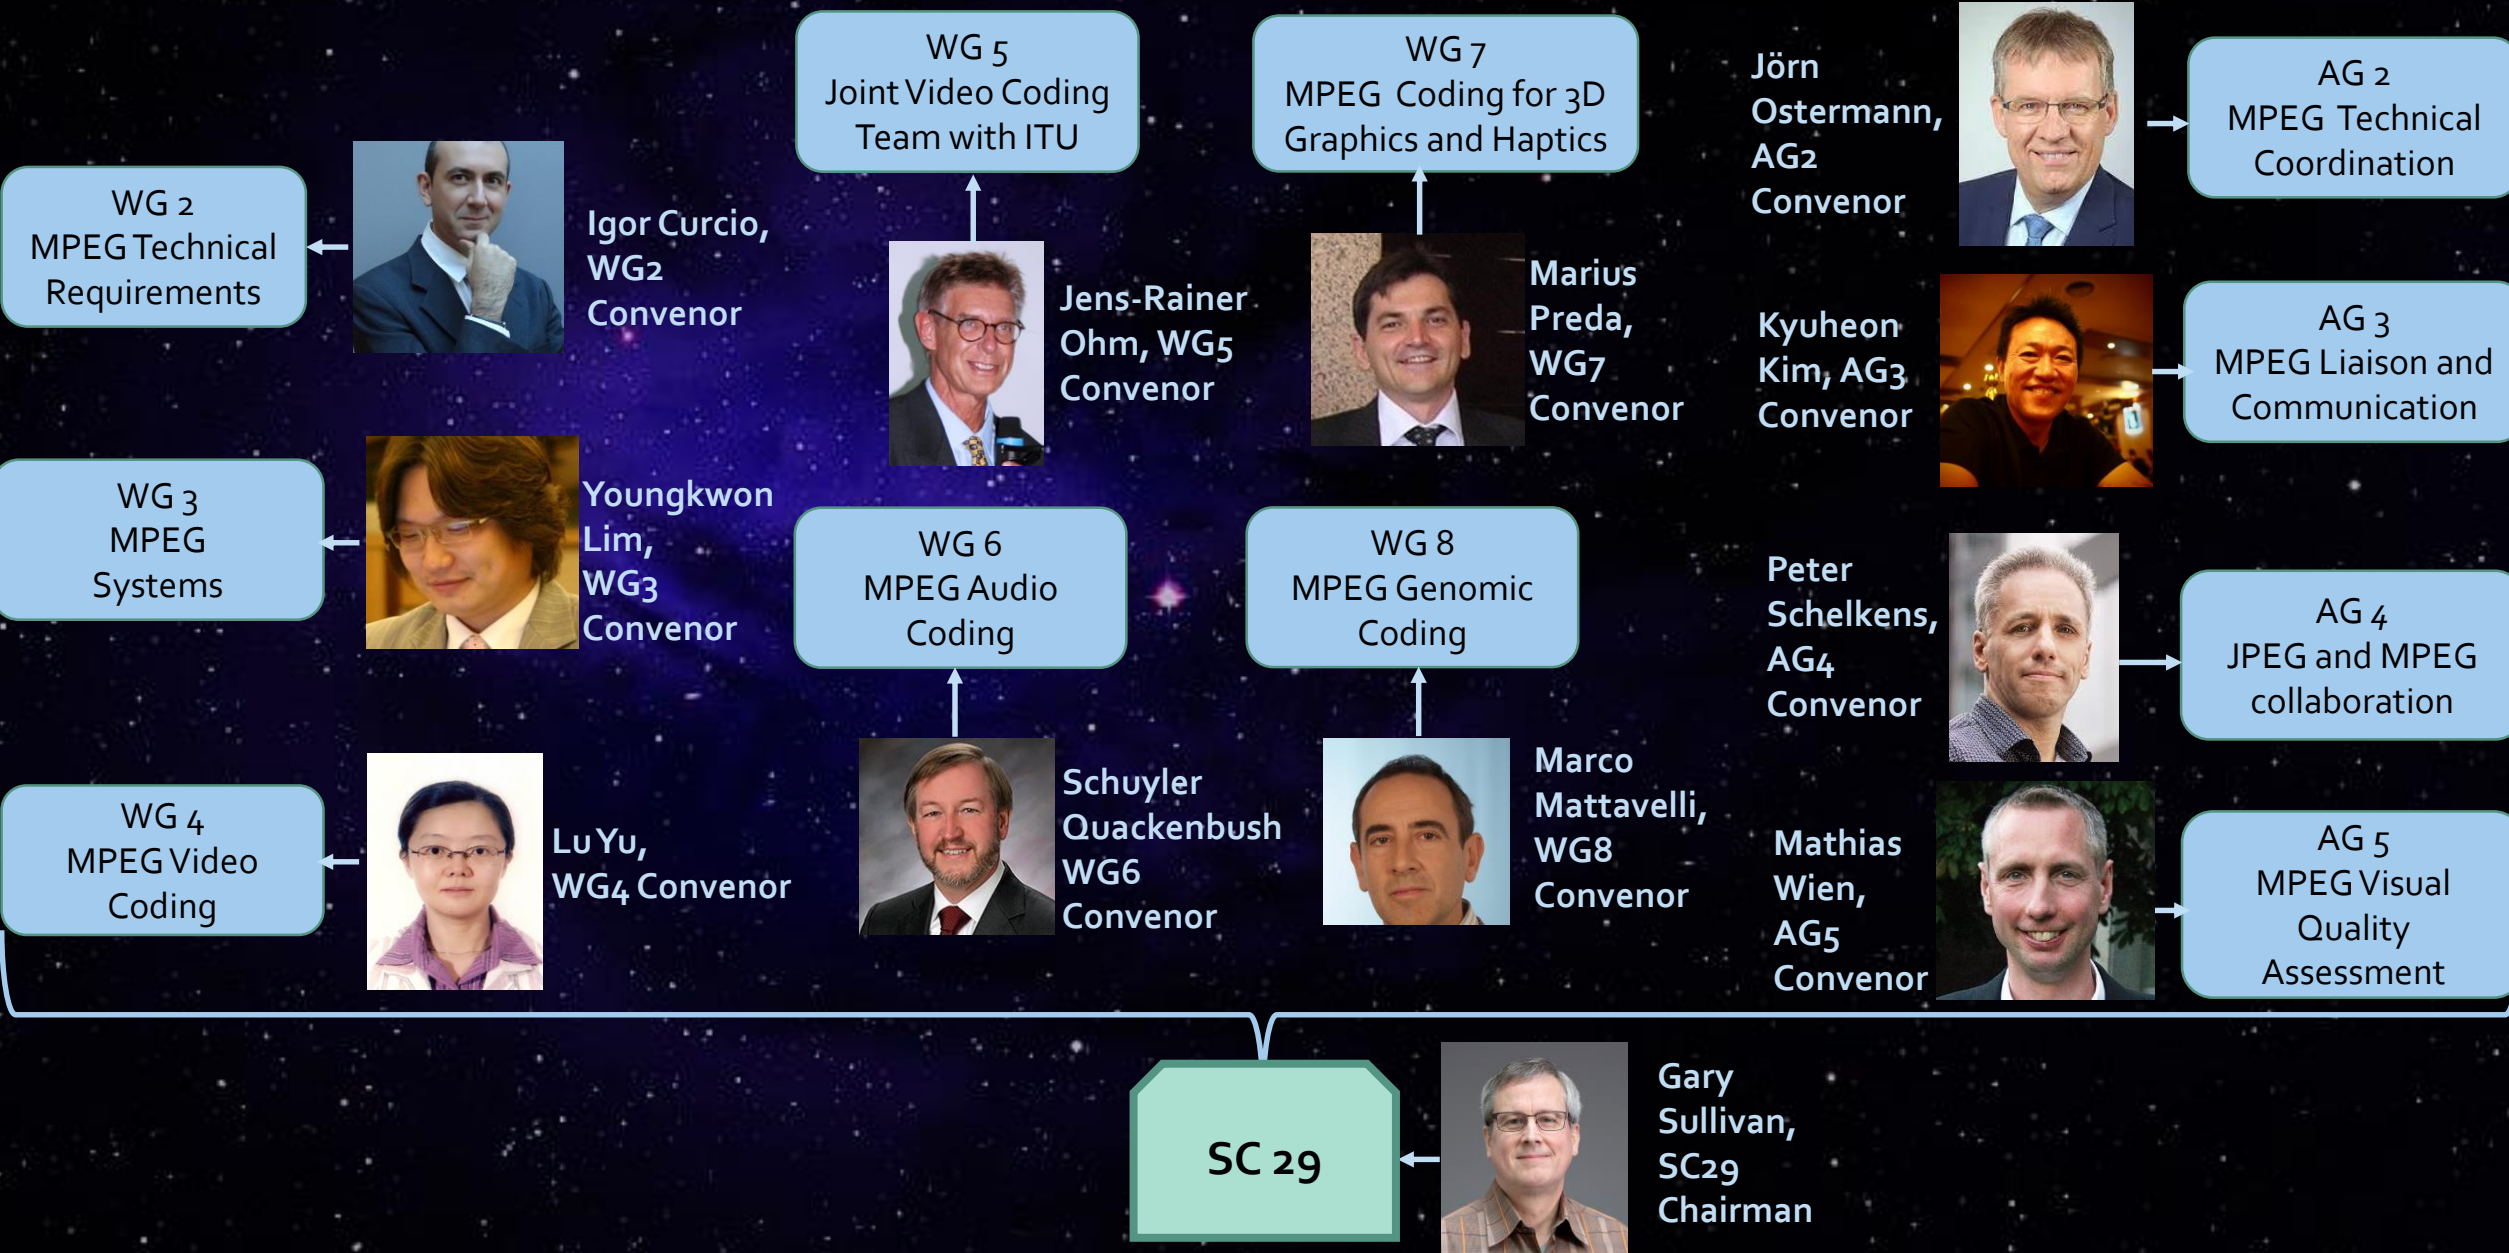 WG 2
MPEG Technical
Requirements
Igor Curcio,
WG2
Convenor
WG 3
MPEG
Systems
Youngkwon
Lim,
WG3
Convenor
WG 4
MPEG Video
Coding
Lu Yu,
WG4 Convenor
WG 5
Joint Video Coding
Team with ITU
Jens-Rainer
Ohm, WG5
Convenor
WG 6
MPEG Audio
Coding
Schuyler
Quackenbush
WG6
Convenor
WG 7
MPEG Coding for 3D
Graphics and Haptics
Marius
Preda,
WG7
Convenor
WG 8
MPEG Genomic
Coding
Marco
Mattavelli,
WG8
Convenor
Jörn
Ostermann,
AG2
Convenor
AG 2
MPEG Technical
Coordination
Kyuheon
Kim, AG3
Convenor
AG 3
MPEG Liaison and
Communication
Peter
Schelkens,
AG4
Convenor
AG 4
JPEG and MPEG
collaboration
Mathias
Wien,
AG5
Convenor
AG 5
MPEG Visual
Quality
Assessment
SC 29
Gary
Sullivan,
SC29
Chairman